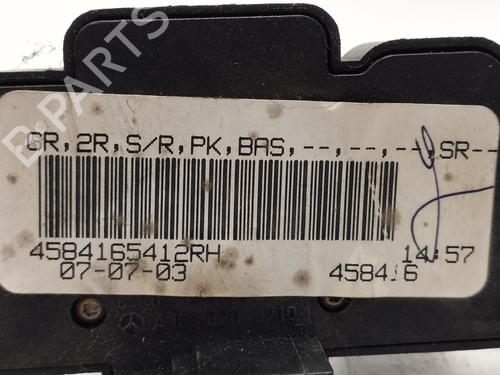 B-PARTS
GR,2R,S/R,PK,BAS,--,--,--,SR--
4584165412RH 14:57
07-07-03 458416